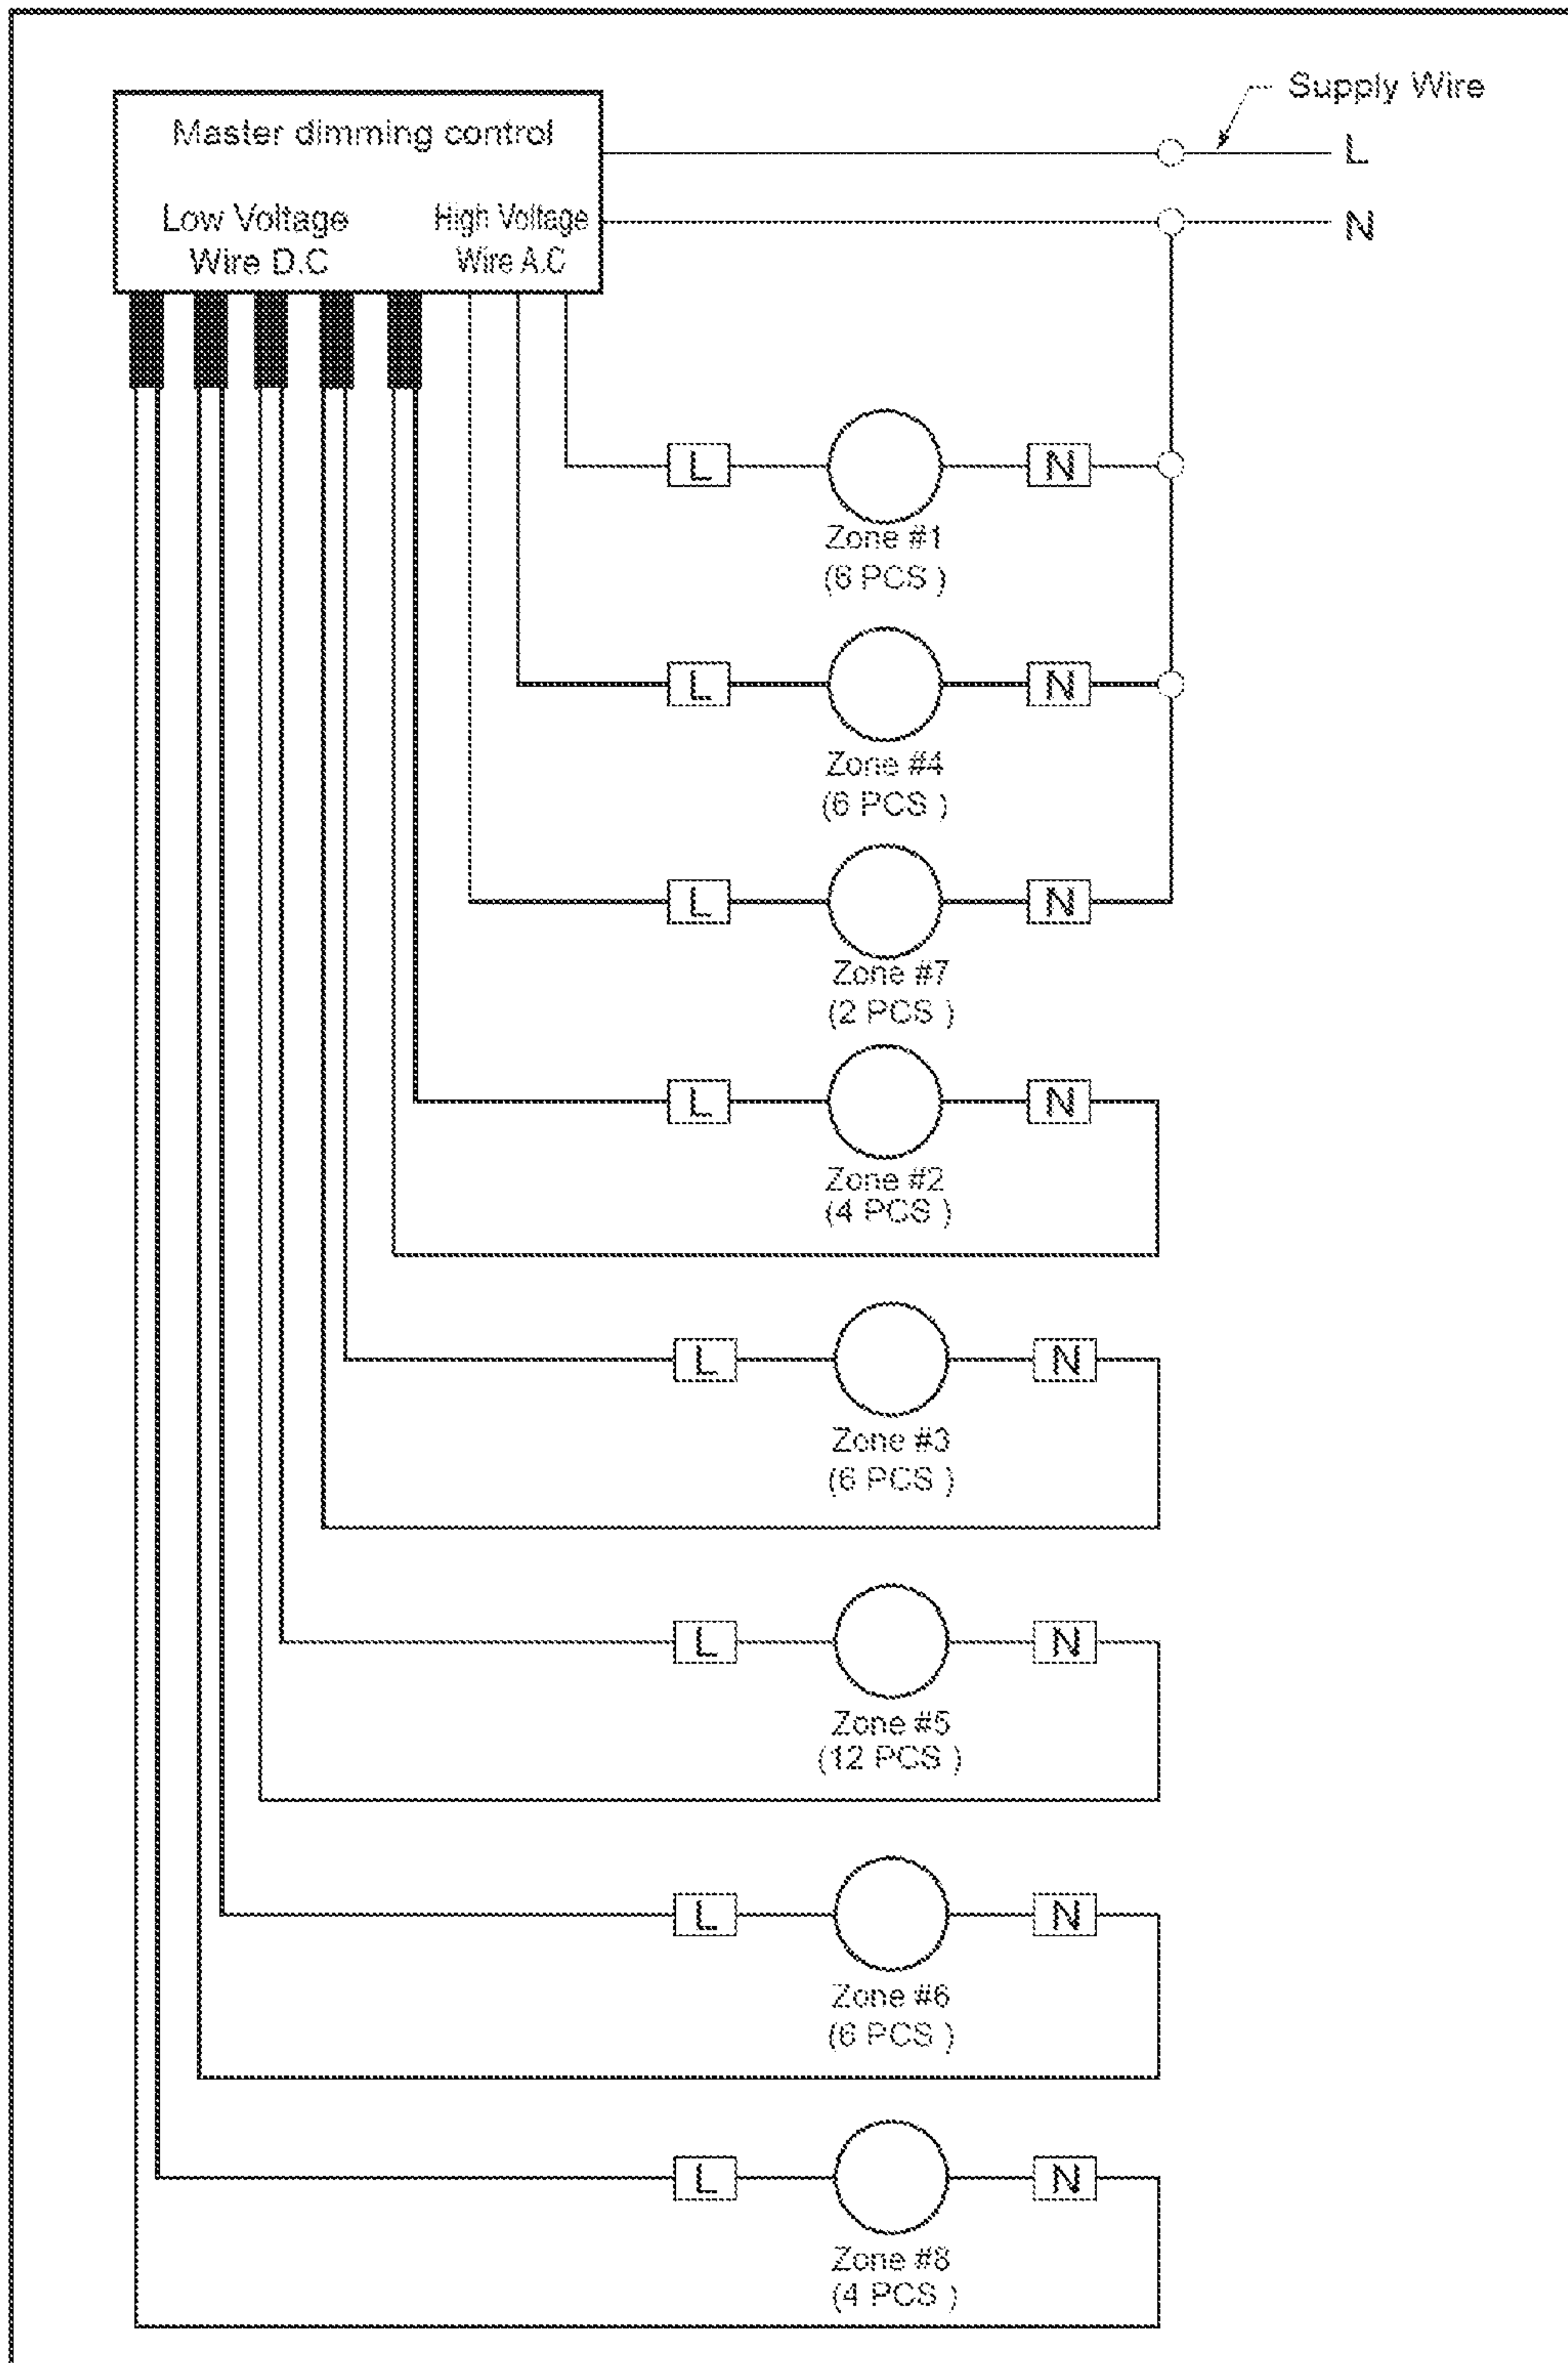 Supply Wire
Master dimming control
L
Low Voltage
Wire D.C
High Voltage
Wire A.C
N
L
N
Zone #1
(6 PCS )
L
N
Zone #4
(6 PCS )
L
N
Zone #7
(2 PCS )
L
N
Zone #2
(4 PCS )
L
N
Zone #3
(6 PCS )
L
N
Zone #5
(12 PCS )
L
N
Zone #6
(6 PCS )
L
N
Zone #8
(4 PCS )